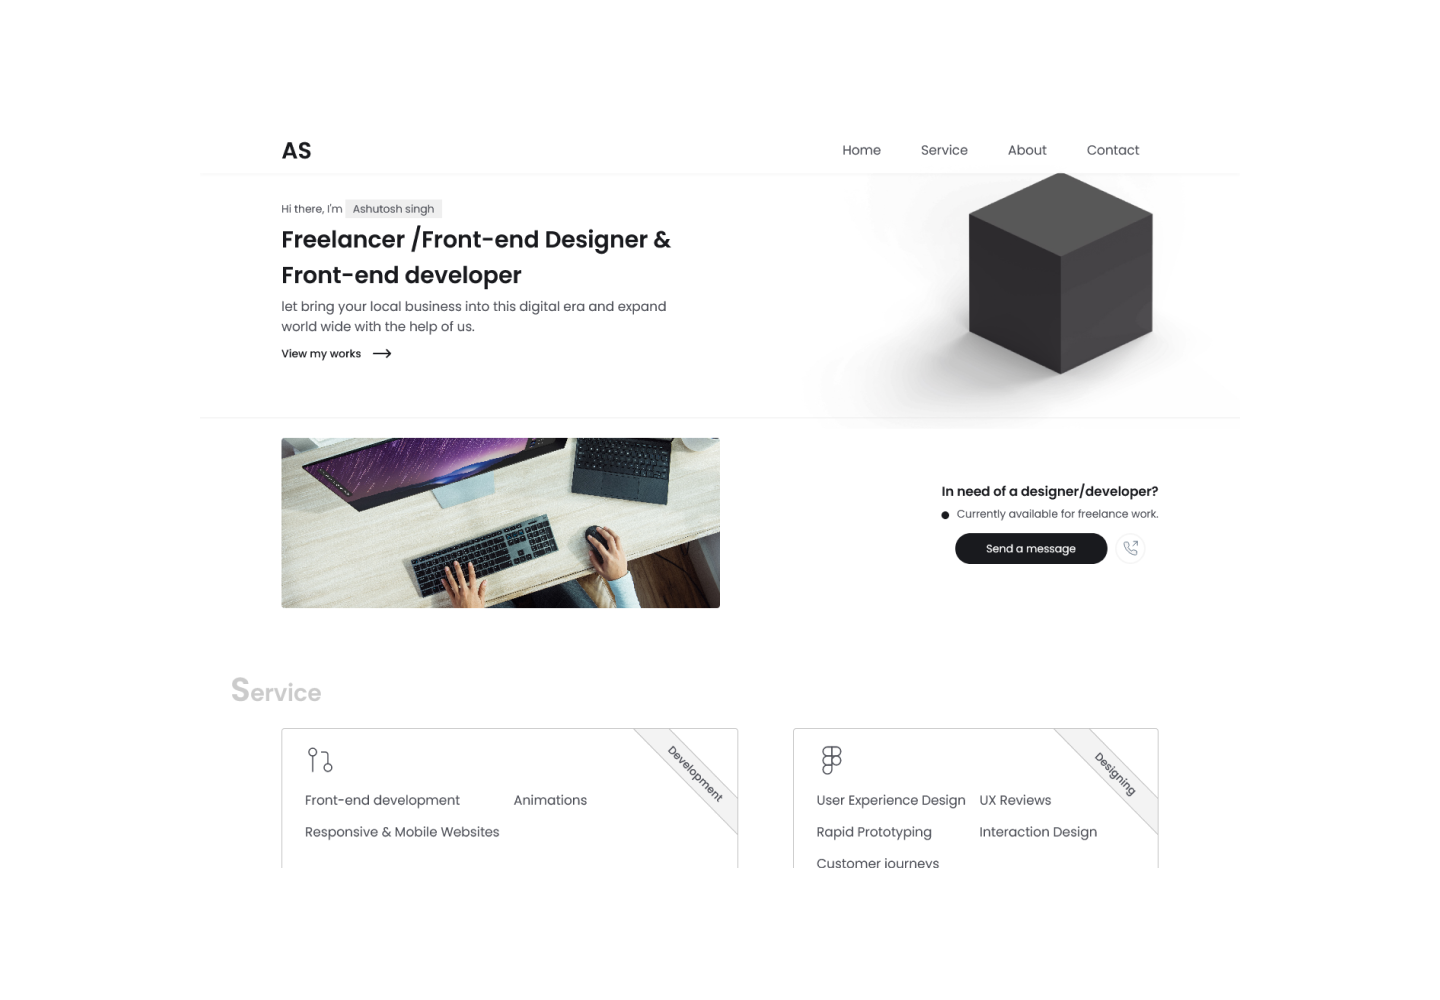 AS
Home Service About Contact
Hi there, I'm Ashutosh singh
Freelancer /Front-end Designer &
Front-end developer
let bring your local business into this digital era and expand
world wide with the help of us.
View my works
In need of a designer/developer?
Currently available for freelance work.
Send a message
Service
Development
Front-end development Animations
Responsive & Mobile Websites
Designing
User Experience Design UX Reviews
Rapid Prototyping Interaction Design
Customer journeys